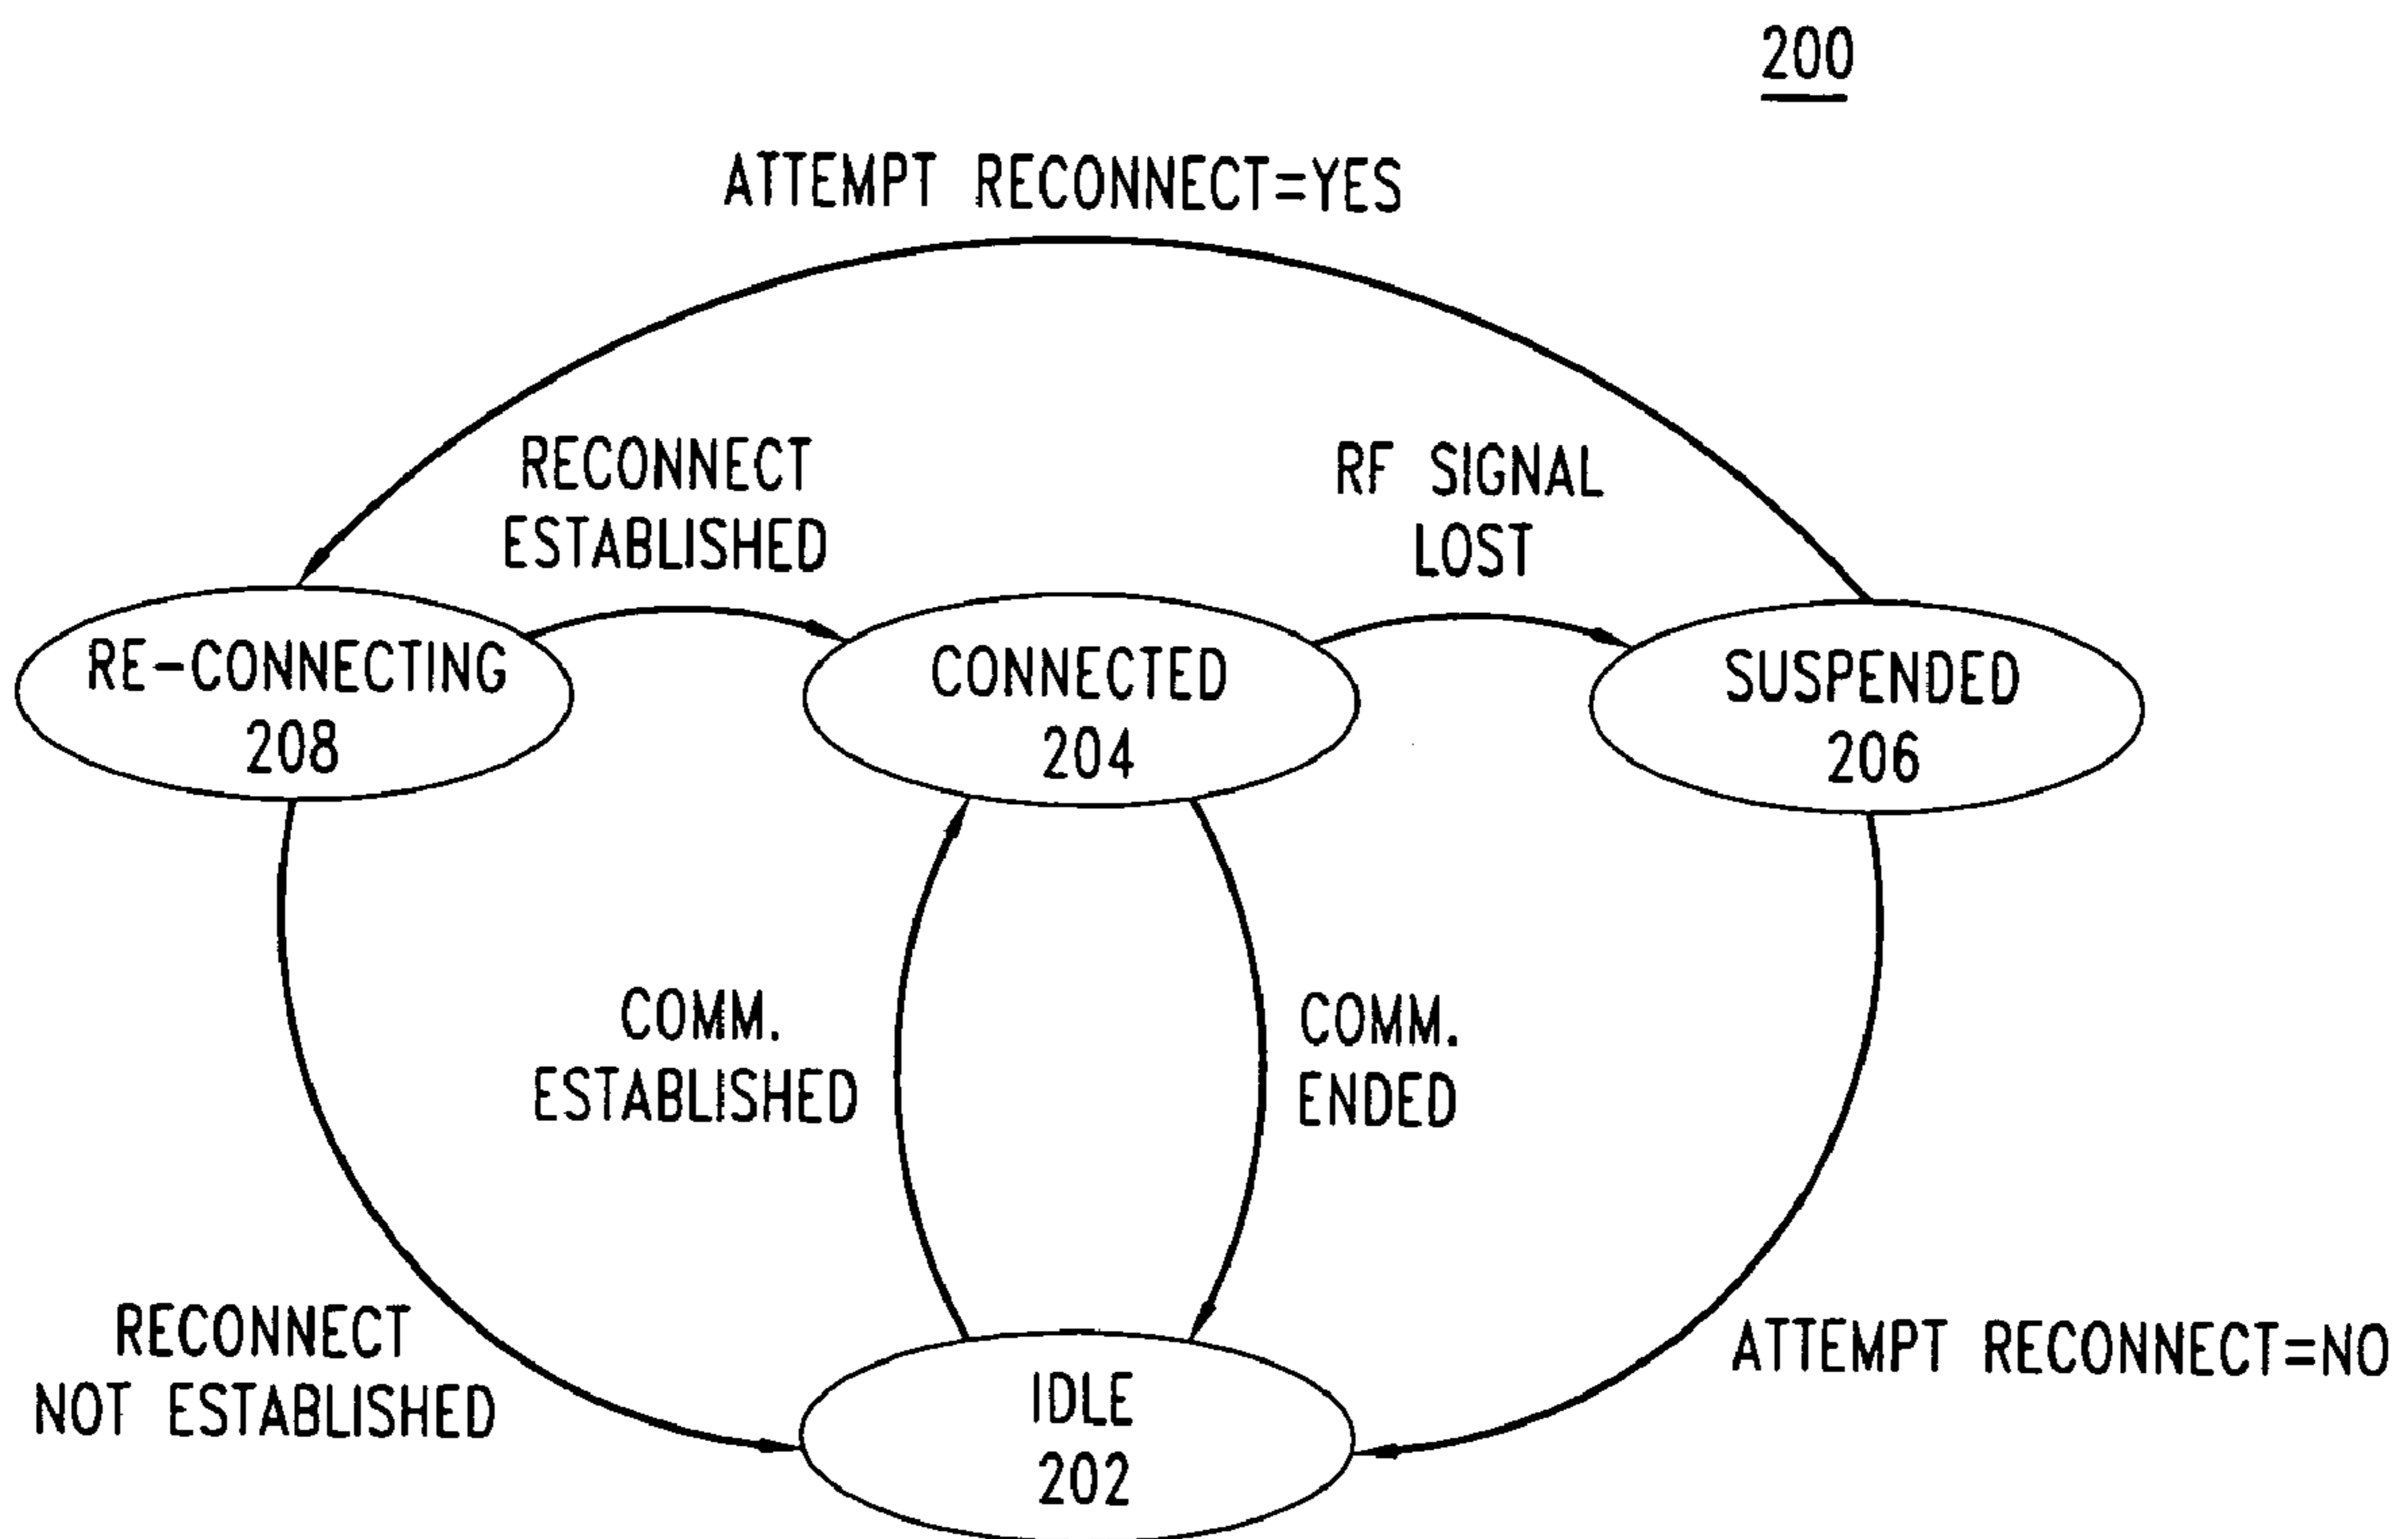 200
ATTEMPT RECONNECT=YES
RECONNECT
ESTABLISHED
RF SIGNAL
LOST
RE-CONNECTING
208
CONNECTED
204
SUSPENDED
206
COMM.
ESTABLISHED
COMM.
ENDED
RECONNECT
NOT ESTABLISHED
ATTEMPT RECONNECT=NO
IDLE
202